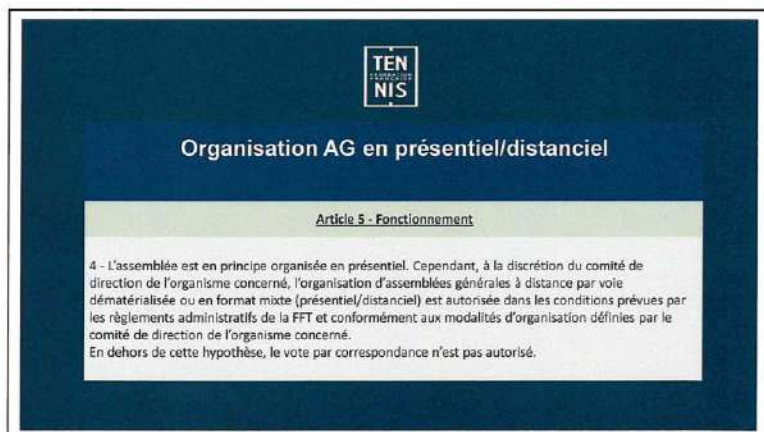 TEN
FEDERATION
FRANÇAISE
NIS
Organisation AG en présentiel/distanciel
Article 5 - Fonctionnement
4 - L'assemblée est en principe organisée en présentiel. Cependant, à la discrétion du comité de
direction de l'organisme concerné, l'organisation d'assemblées générales à distance par voie
dématérialisée ou en format mixte (présentiel/distanciel) est autorisée dans les conditions prévues par
les règlements administratifs de la FFT et conformément aux modalités d'organisation définies par le
comité de direction de l'organisme concerné.
En dehors de cette hypothèse, le vote par correspondance n'est pas autorisé.